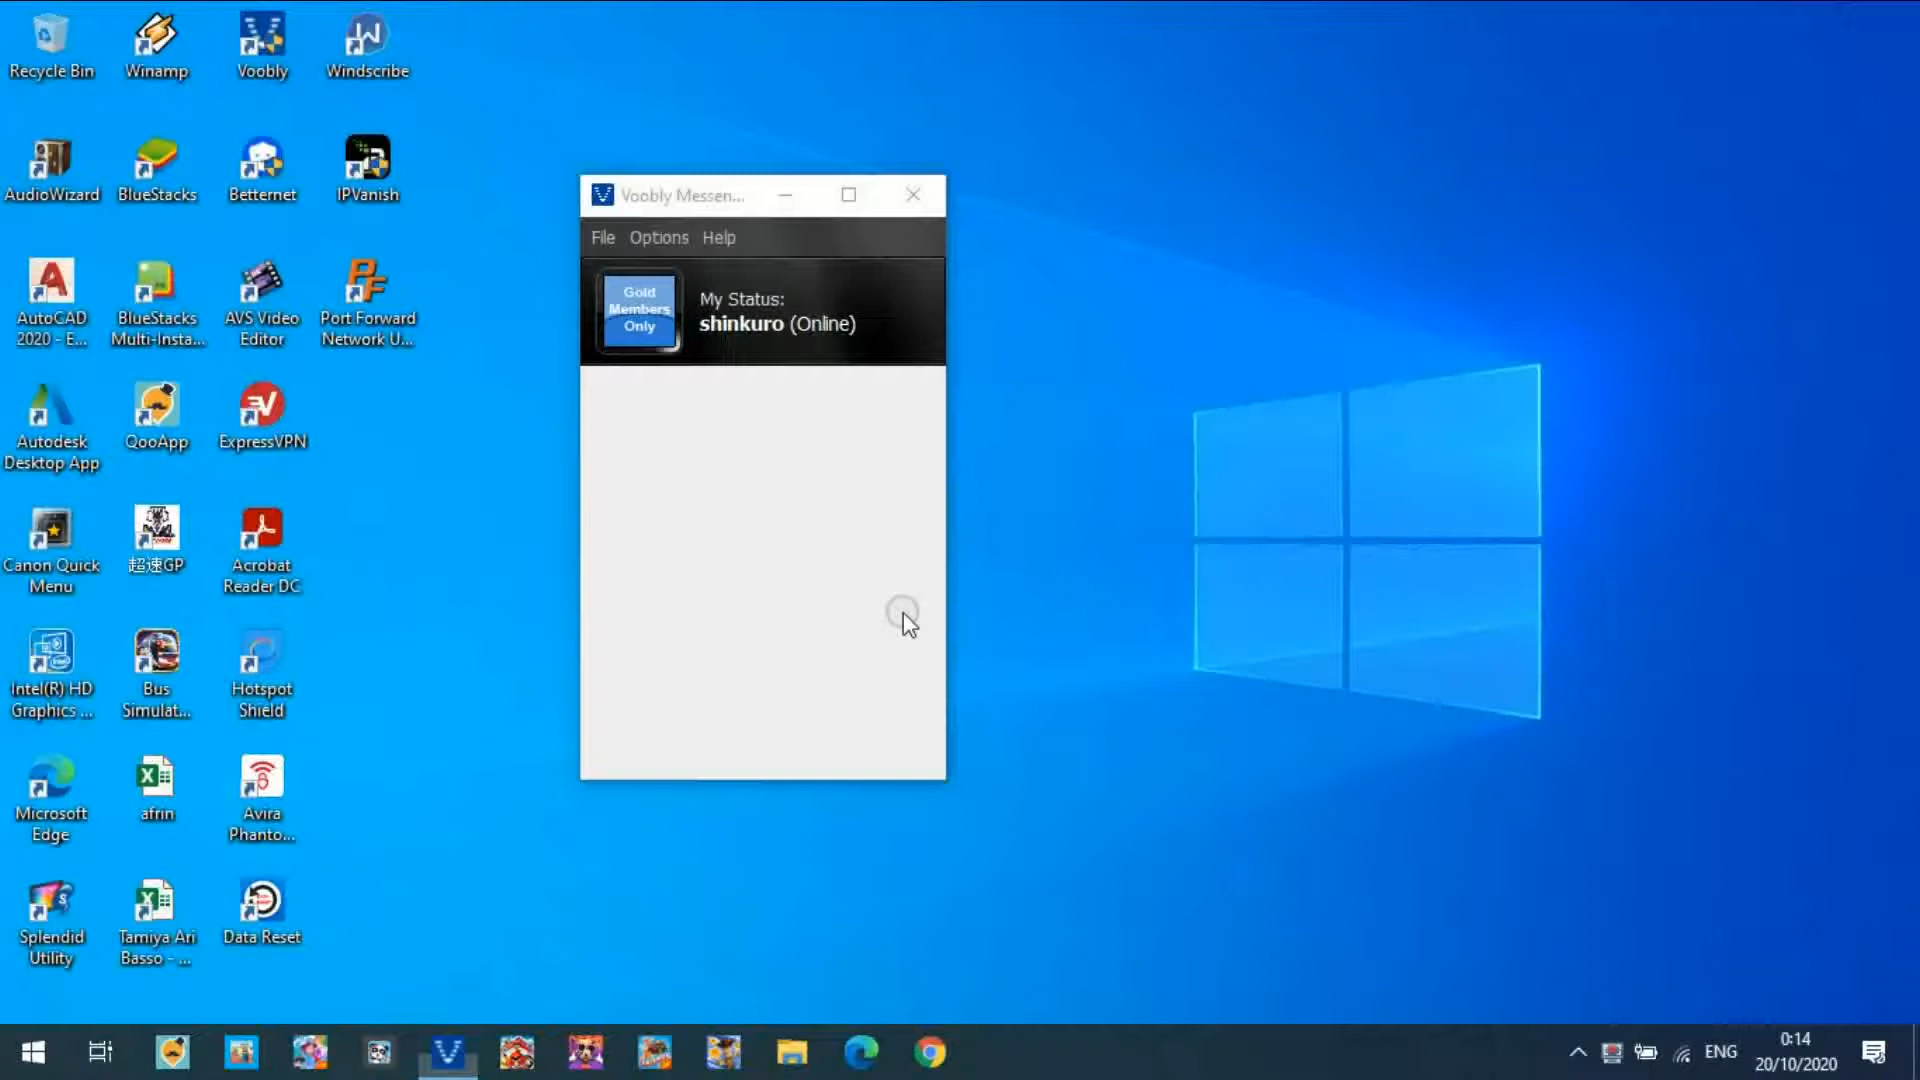 Recycle Bin
Winamp
Voobly
Windscribe
AudioWizard
BlueStacks
Betternet
IPVanish
AutoCAD
2020 - E...
BlueStacks
Multi-Insta...
AVS Video
Editor
Port Forward
Network U...
Autodesk
Desktop App
QooApp
ExpressVPN
Canon Quick
Menu
超速GP
Acrobat
Reader DC
Intel(R) HD
Graphics ...
Bus
Simulat...
Hotspot
Shield
Microsoft
Edge
afrin
Avira
Phanto...
Splendid
Utility
Tamiya Ari
Basso - ...
Data Reset
Voobly Messen...
File Options Help
Gold
Members
Only
My Status:
shinkuro (Online)
ENG
0:14
20/10/2020